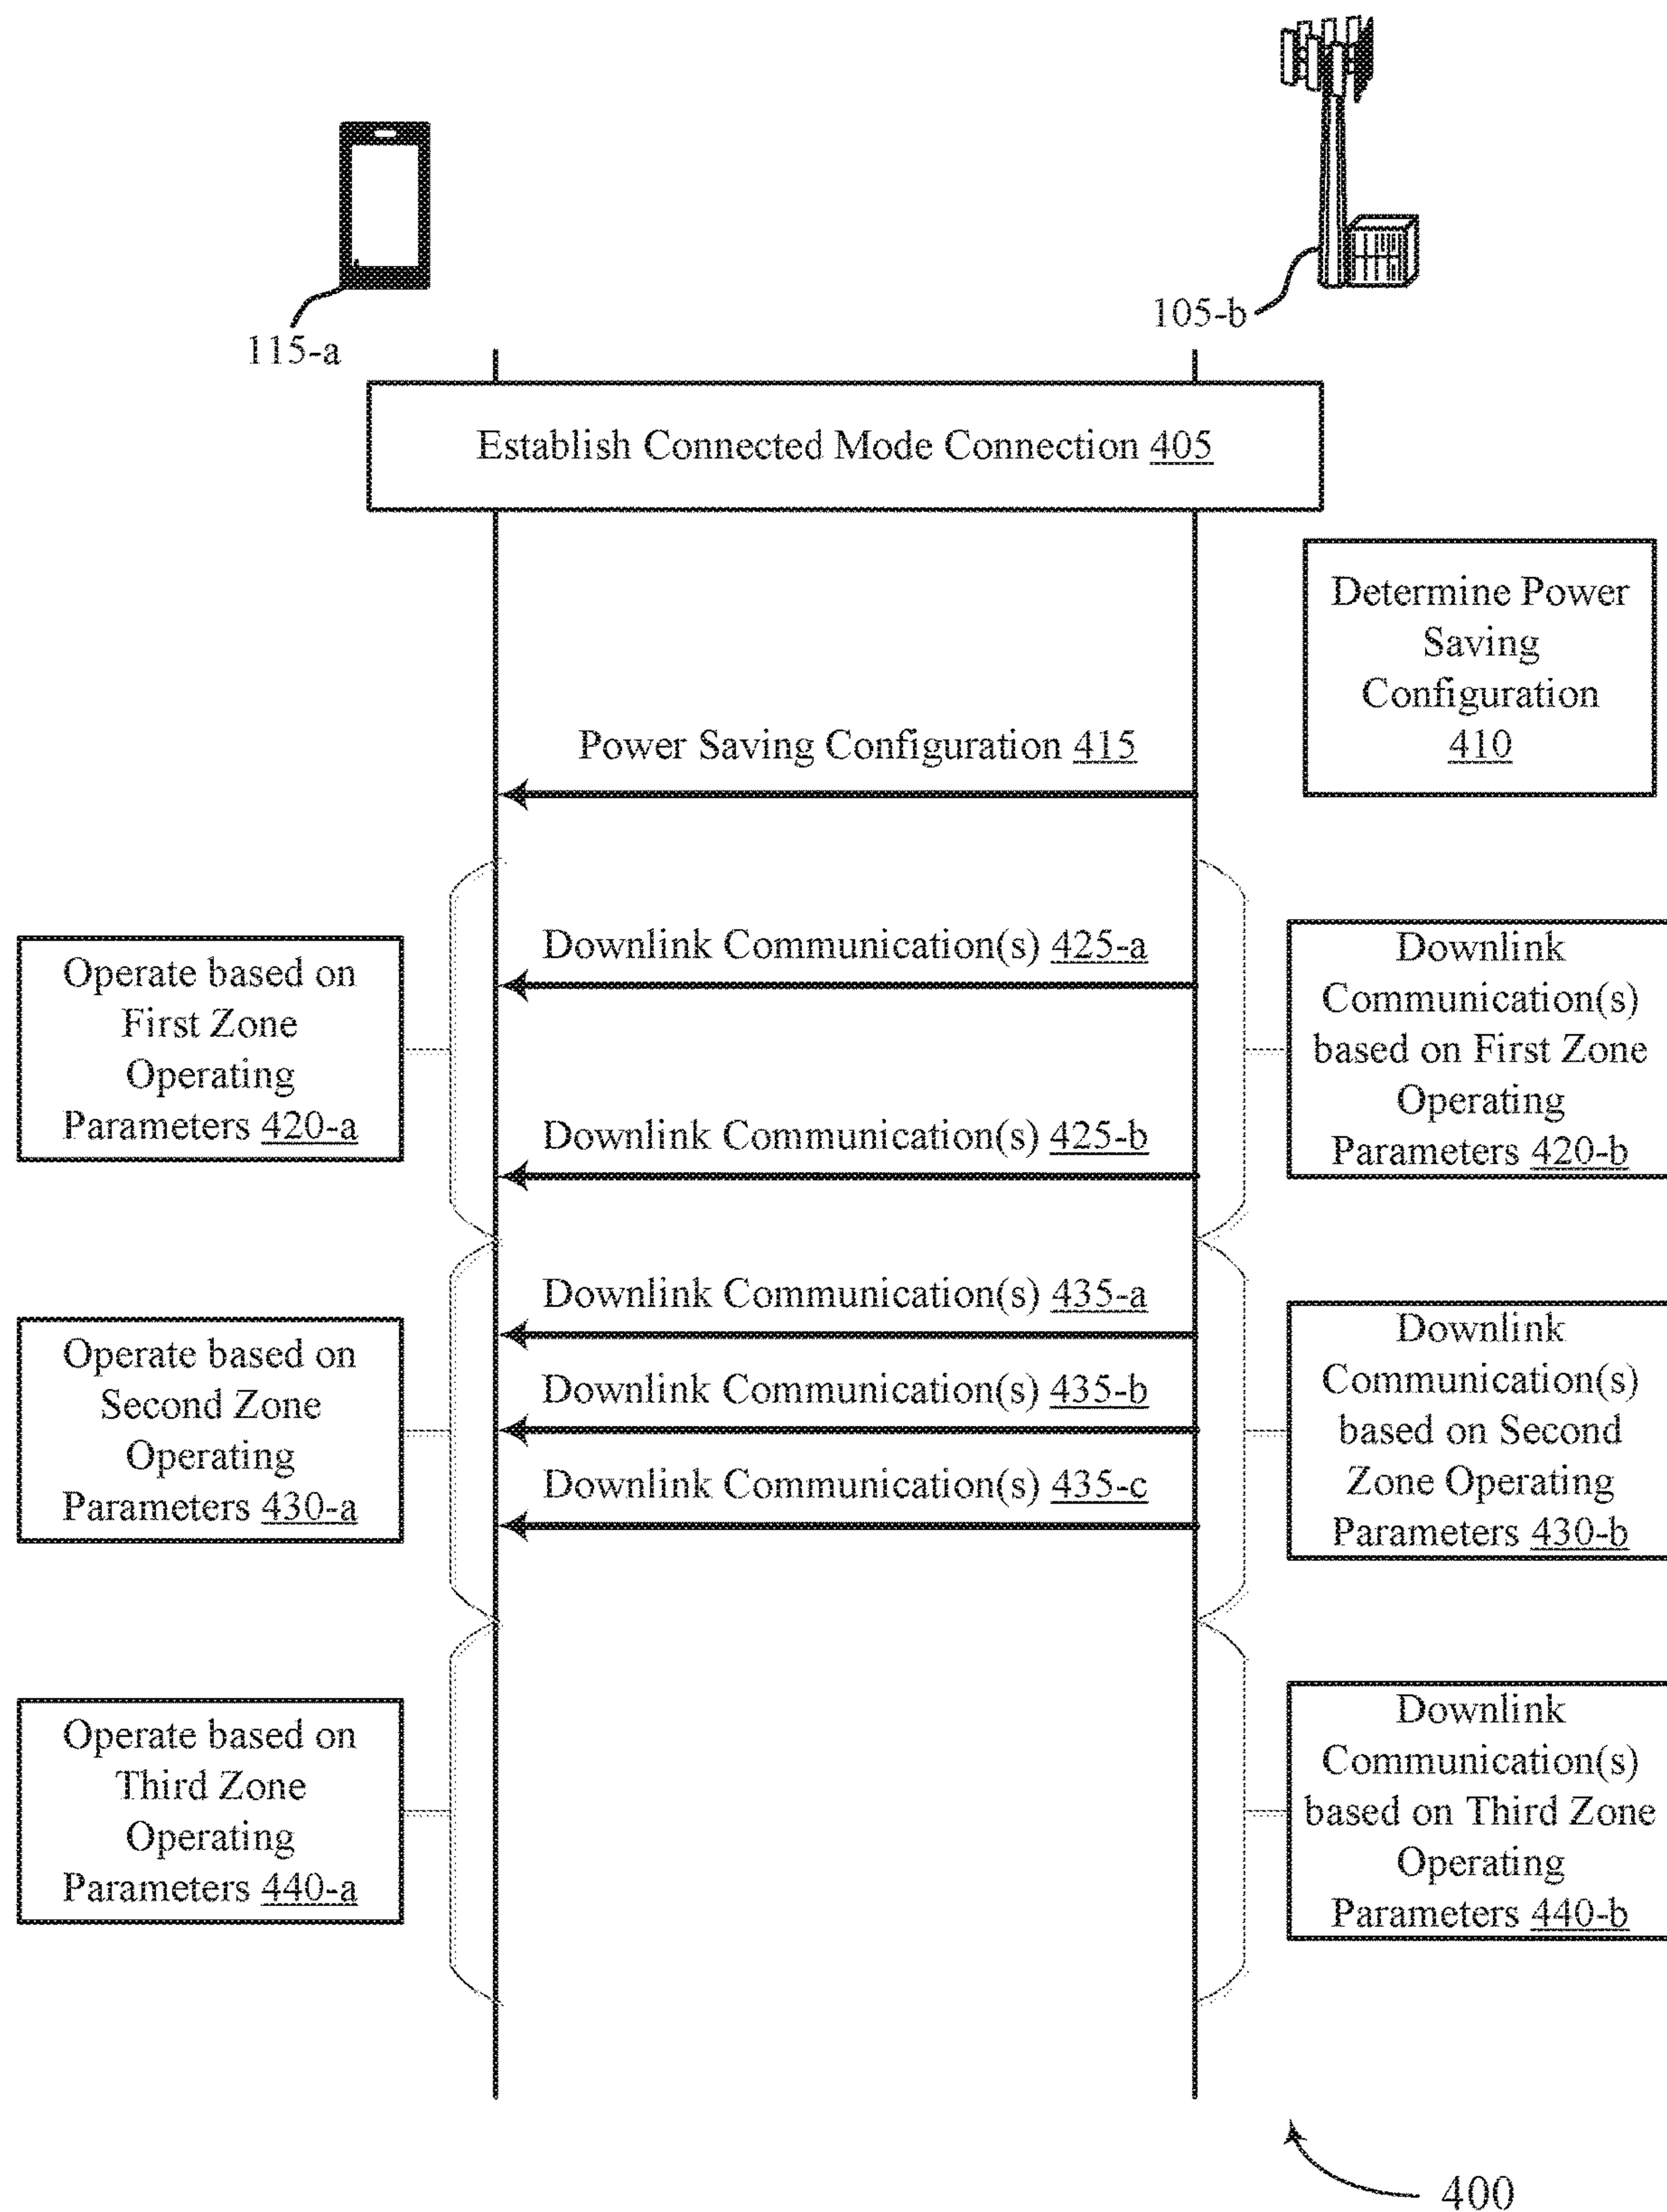 115-a
105-b
Establish Connected Mode Connection 405
Determine Power
Saving
Configuration
410
Power Saving Configuration 415
Downlink Communication(s) 425-a
Operate based on
First Zone
Operating
Parameters 420-a
Downlink
Communication(s)
based on First Zone
Operating
Parameters 420-b
Downlink Communication(s) 425-b
Downlink Communication(s) 435-a
Downlink Communication(s) 435-b
Downlink Communication(s) 435-c
Operate based on
Second Zone
Operating
Parameters 430-a
Downlink
Communication(s)
based on Second
Zone Operating
Parameters 430-b
Operate based on
Third Zone
Operating
Parameters 440-a
Downlink
Communication(s)
based on Third Zone
Operating
Parameters 440-b
400